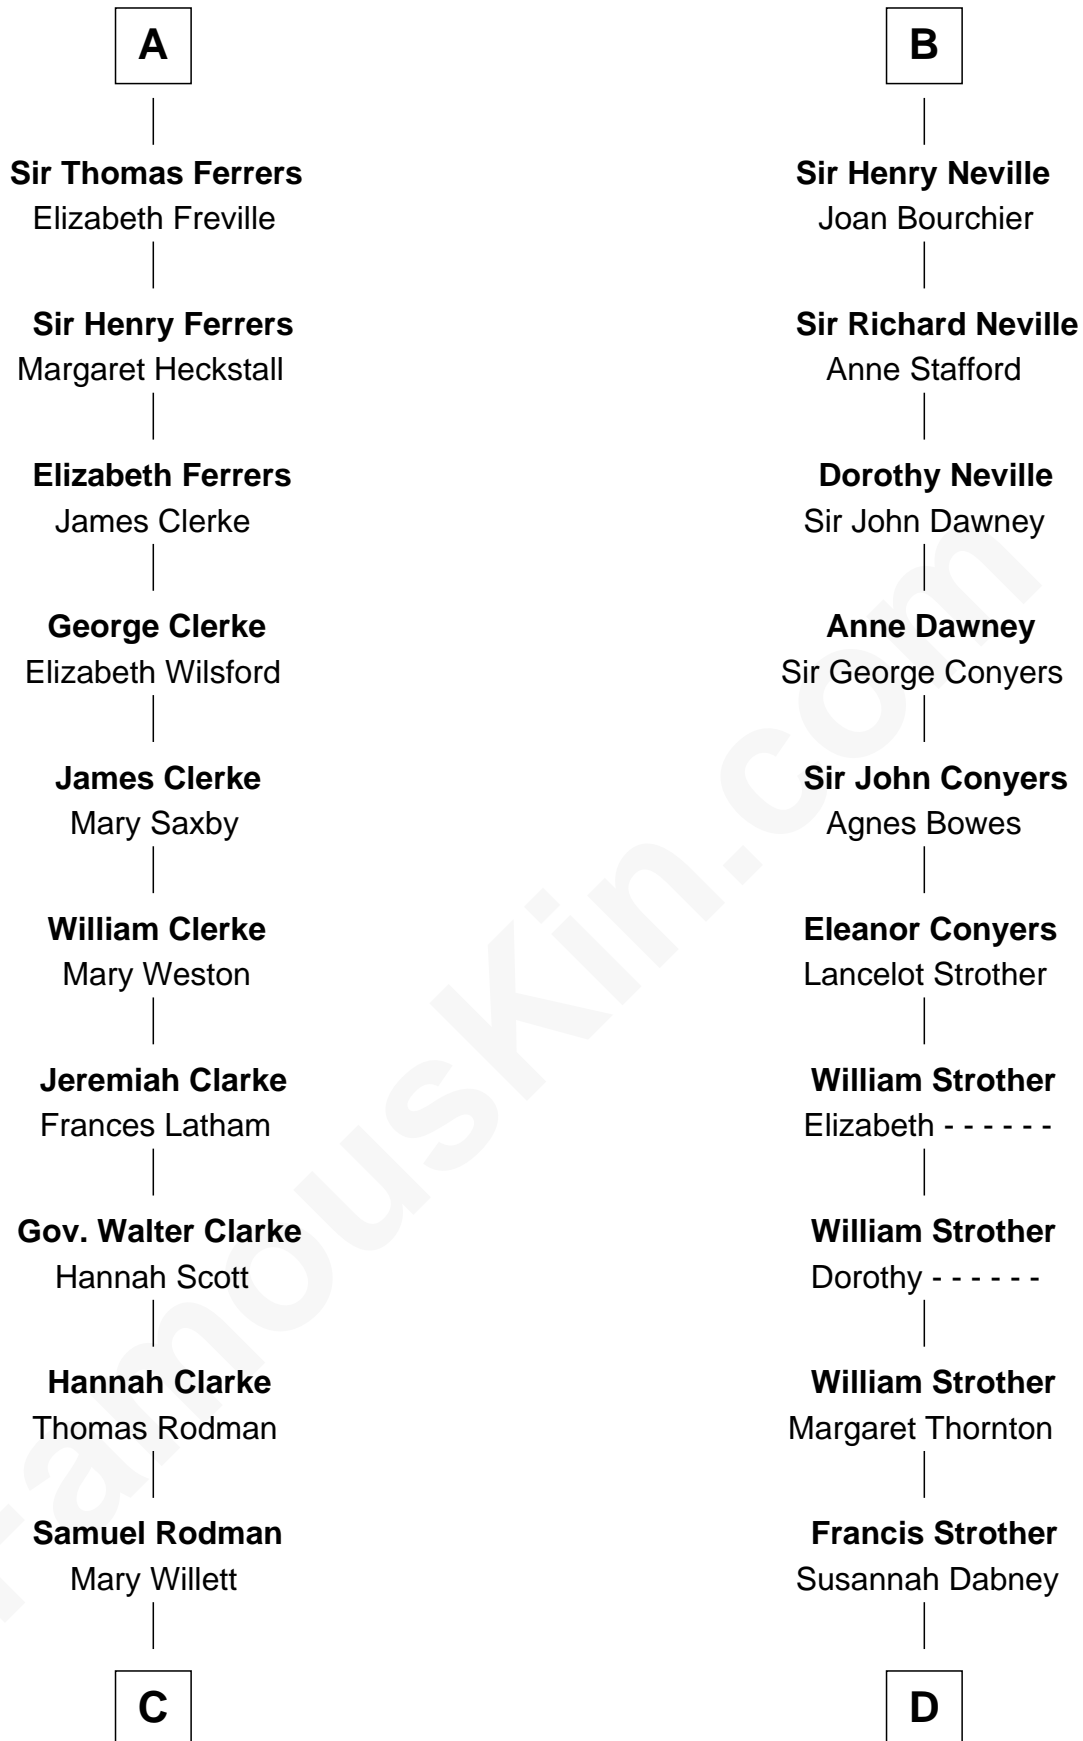 A
Sir Thomas Ferrers
Elizabeth Freville
Sir Henry Ferrers
Margaret Heckstall
Elizabeth Ferrers
James Clerke
George Clerke
Elizabeth Wilsford
James Clerke
Mary Saxby
William Clerke
Mary Weston
Jeremiah Clarke
Frances Latham
Gov. Walter Clarke
Hannah Scott
Hannah Clarke
Thomas Rodman
Samuel Rodman
Mary Willett
C
B
Sir Henry Neville
Joan Bourchier
Sir Richard Neville
Anne Stafford
Dorothy Neville
Sir John Dawney
Anne Dawney
Sir George Conyers
Sir John Conyers
Agnes Bowes
Eleanor Conyers
Lancelot Strother
William Strother
Elizabeth - - - - - -
William Strother
Dorothy - - - - - -
William Strother
Margaret Thornton
Francis Strother
Susannah Dabney
D
FamousKin.com